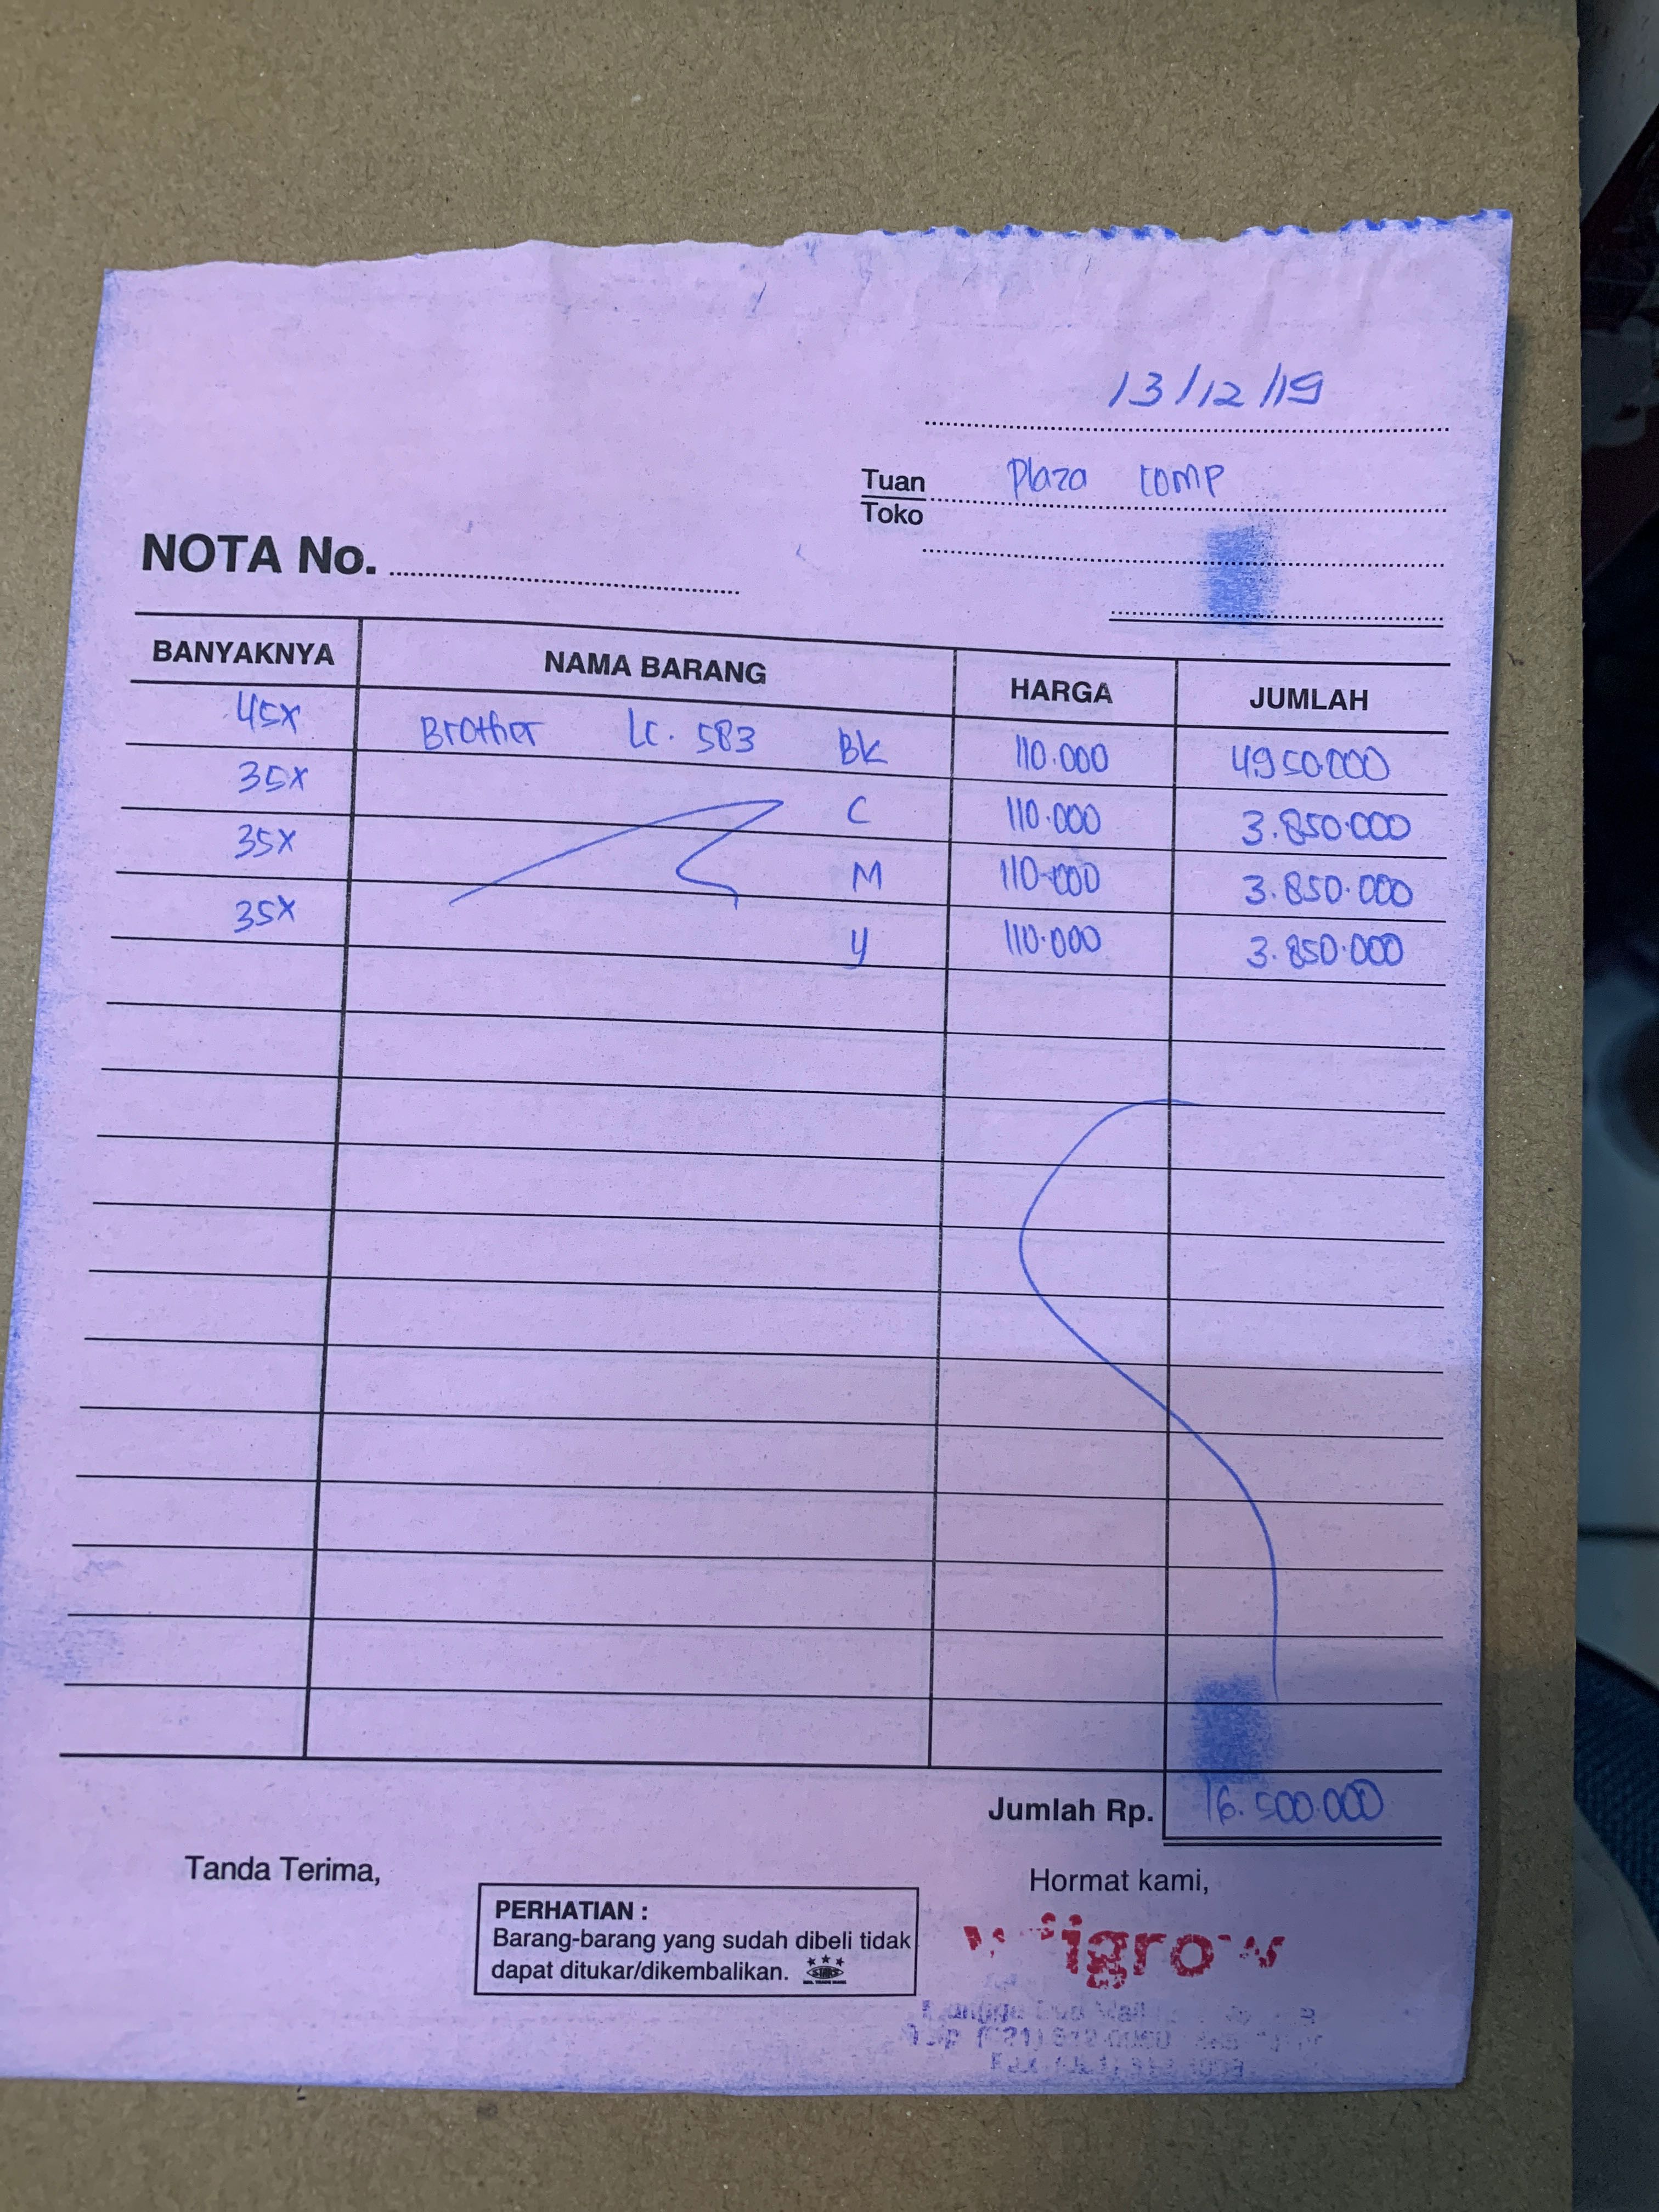 13/12/19
Tuan Plaza comp
Toko
NOTA No.
BANYAKNYA NAMA BARANG HARGA JUMLAH
45x Brother Lc. 583 Bk 110.000 4950.000
35x C 110.000 3.850.000
35x M 110.000 3.850.000
35x Y 110.000 3.850.000
Jumlah Rp. 16.500.000
Tanda Terima,
Hormat kami,
PERHATIAN :
Barang-barang yang sudah dibeli tidak
dapat ditukar/dikembalikan.